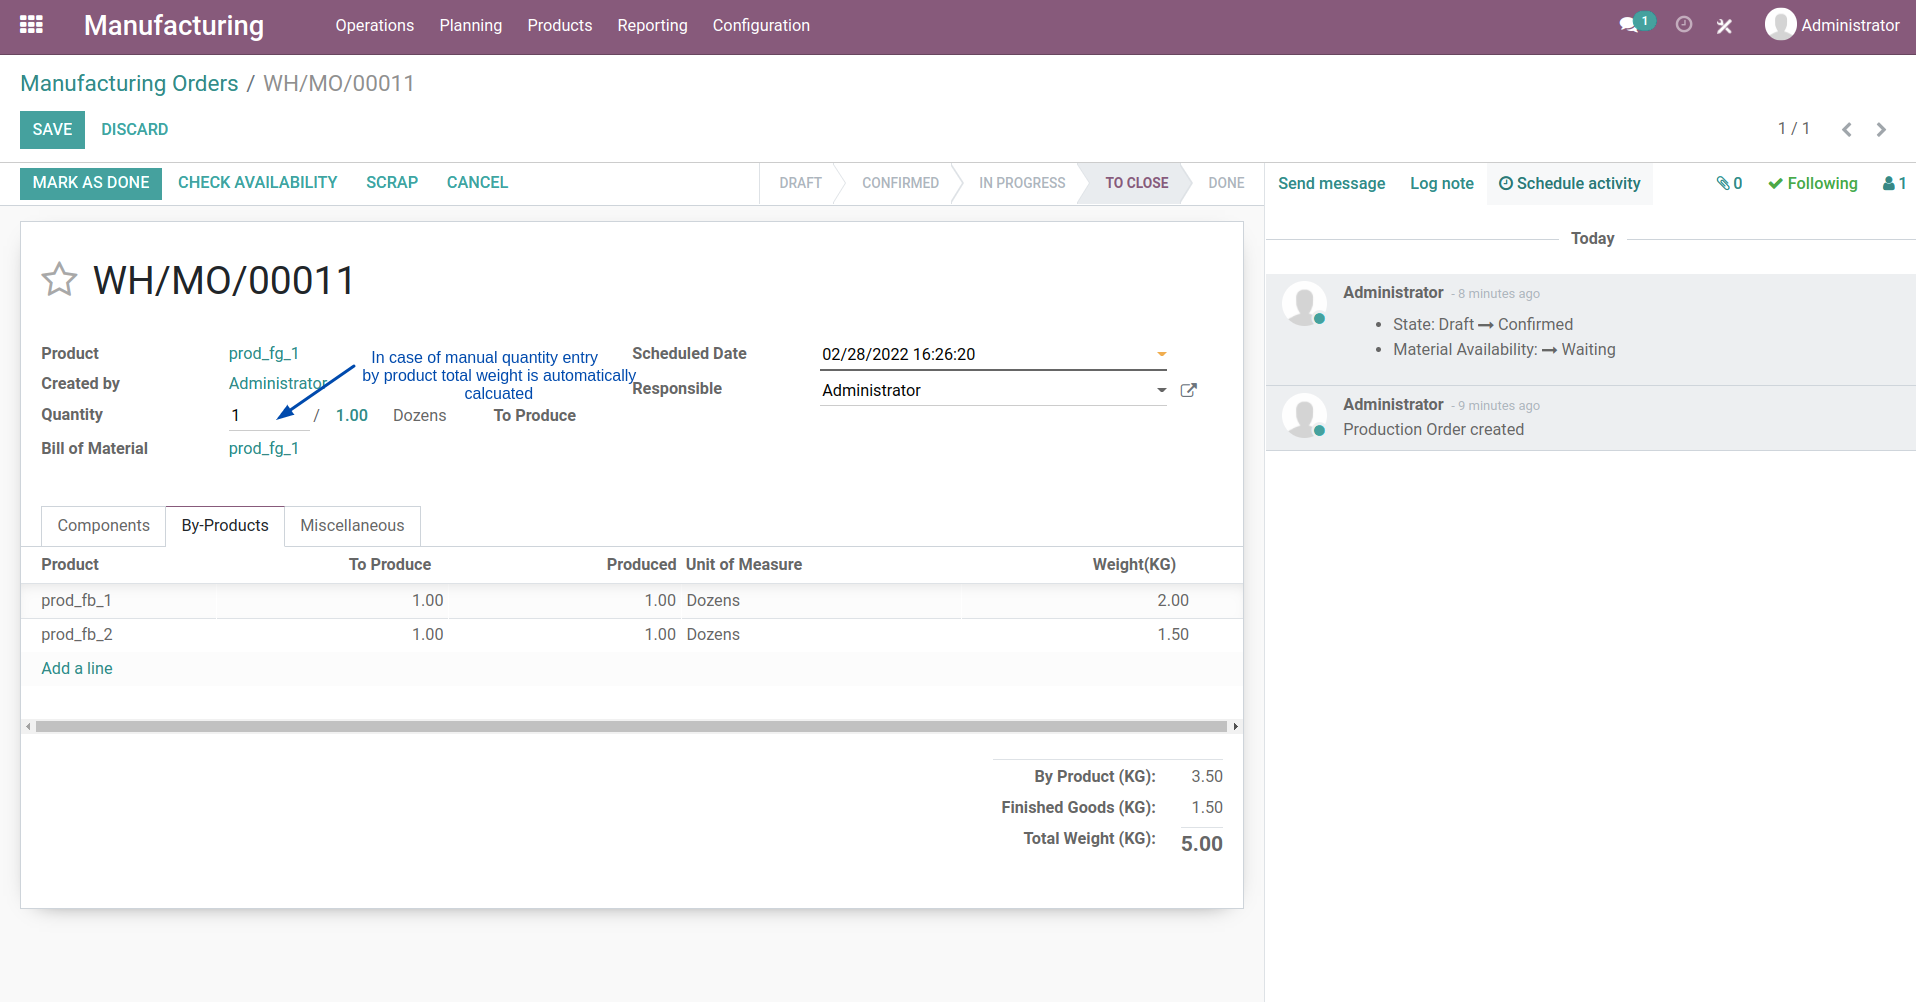 Manufacturing Operations Planning Products Reporting Configuration 1 Administrator
Manufacturing Orders / WH/MO/00011
SAVE DISCARD 1 / 1
MARK AS DONE CHECK AVAILABILITY SCRAP CANCEL DRAFT CONFIRMED IN PROGRESS TO CLOSE DONE
WH/MO/00011
Product prod_fg_1
Created by Administrator
Quantity 1 / 1.00 Dozens To Produce
Bill of Material prod_fg_1
In case of manual quantity entry
by product total weight is automatically
calcuated
Scheduled Date 02/28/2022 16:26:20
Responsible Administrator
Components By-Products Miscellaneous
Product To Produce Produced Unit of Measure Weight(KG)
prod_fb_1 1.00 1.00 Dozens 2.00
prod_fb_2 1.00 1.00 Dozens 1.50
Add a line
By Product (KG): 3.50
Finished Goods (KG): 1.50
Total Weight (KG): 5.00
Send message Log note Schedule activity 0 Following 1
Today
Administrator - 8 minutes ago
• State: Draft → Confirmed
• Material Availability: → Waiting
Administrator - 9 minutes ago
Production Order created